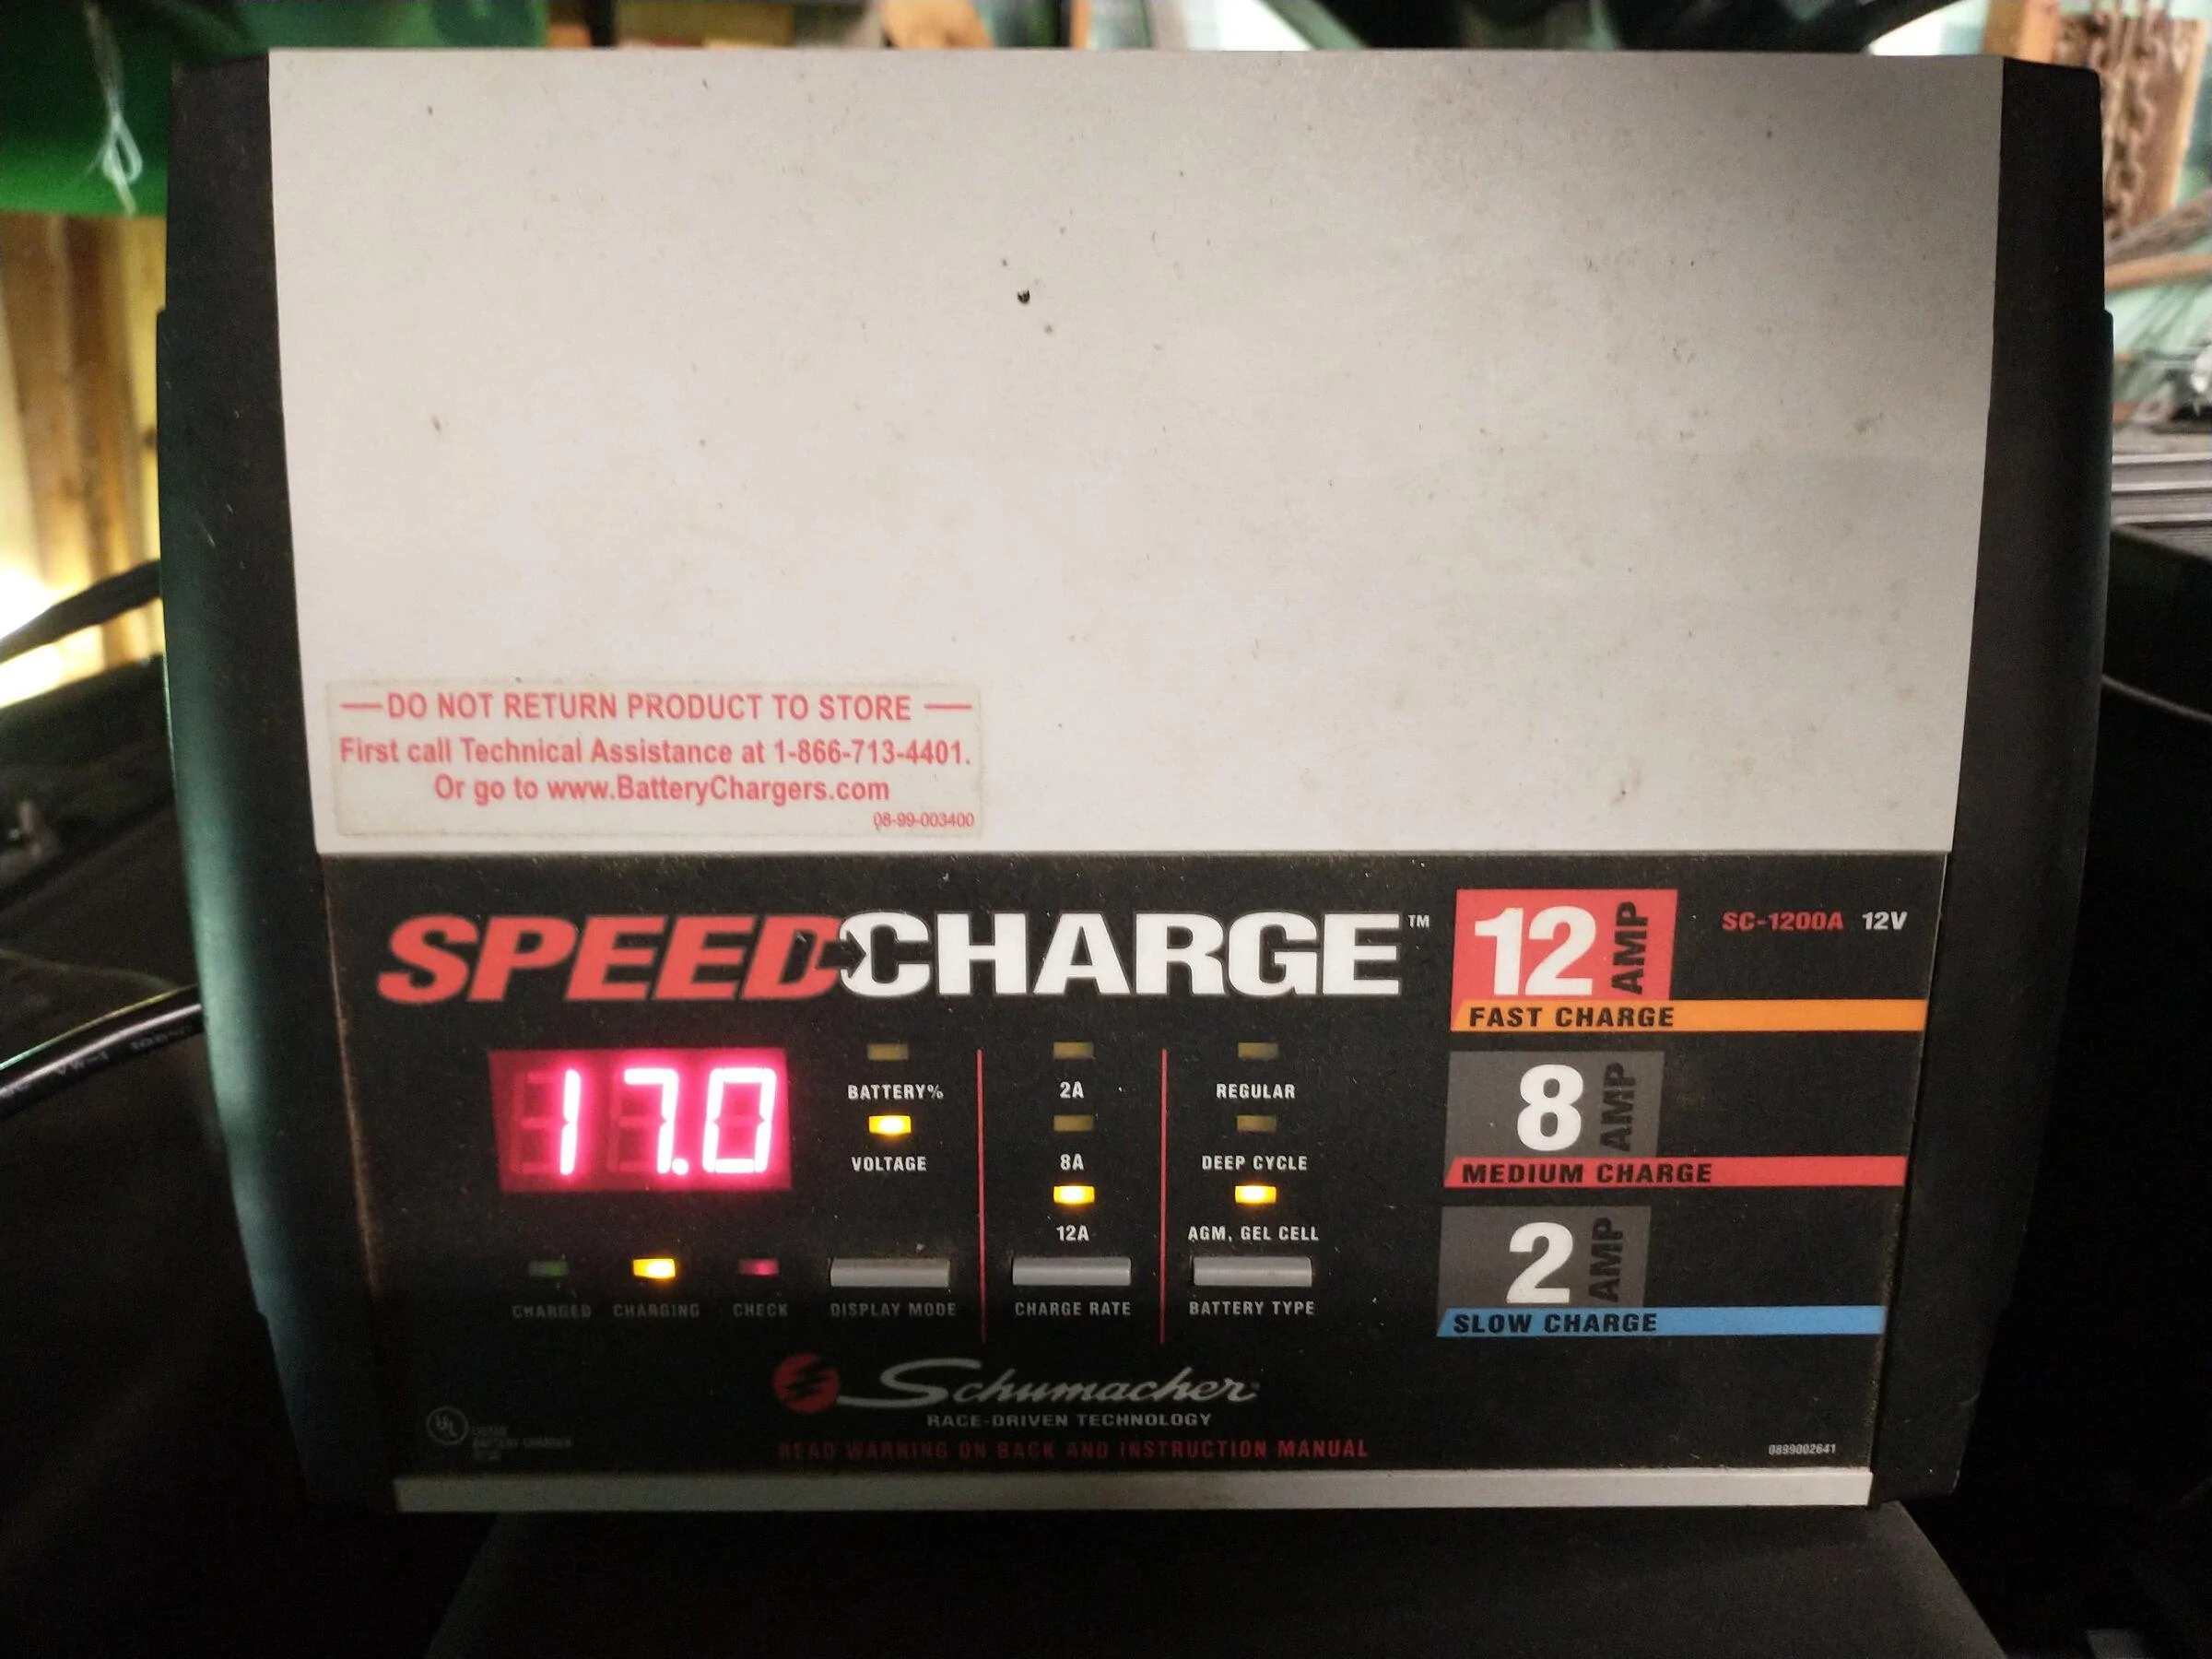 — DO NOT RETURN PRODUCT TO STORE —
First call Technical Assistance at 1-866-713-4401.
Or go to www.BatteryChargers.com
08-99-003400
SPEEDCHARGE™
12 AMP
SC-1200A 12V
FAST CHARGE
17.0
BATTERY%
VOLTAGE
2A
8A
12A
REGULAR
DEEP CYCLE
AGM, GEL CELL
8 AMP
MEDIUM CHARGE
2 AMP
SLOW CHARGE
CHARGED CHARGING CHECK DISPLAY MODE CHARGE RATE BATTERY TYPE
Schumacher®
RACE-DRIVEN TECHNOLOGY
READ WARNING ON BACK AND INSTRUCTION MANUAL
UL
BATTERY CHARGER
0899002641